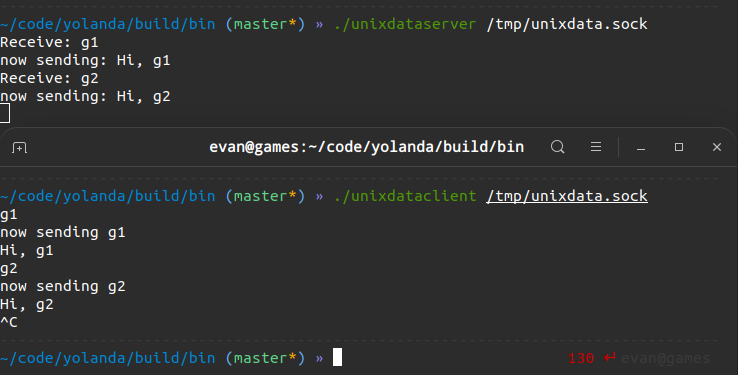 ~/code/yolanda/build/bin (master*) » ./unixdataserver /tmp/unixdata.sock
Receive: g1
now sending: Hi, g1
Receive: g2
now sending: Hi, g2
evan@games:~/code/yolanda/build/bin
~/code/yolanda/build/bin (master*) » ./unixdataclient /tmp/unixdata.sock
g1
now sending g1
Hi, g1
g2
now sending g2
Hi, g2
^C
~/code/yolanda/build/bin (master*) » 130 ↵ evan@games